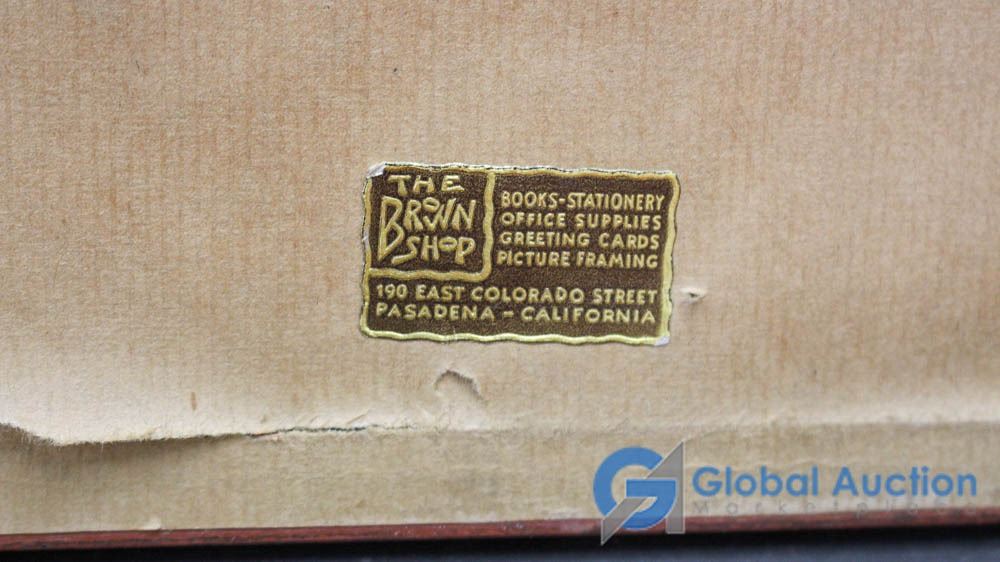 THE
BROWN
SHOP
BOOKS-STATIONERY
OFFICE SUPPLIES
GREETING CARDS
PICTURE FRAMING
190 EAST COLORADO STREET
PASADENA - CALIFORNIA
Global Auction